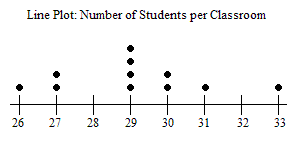 Line Plot: Number of Students per Classroom
26 27 28 29 30 31 32 33